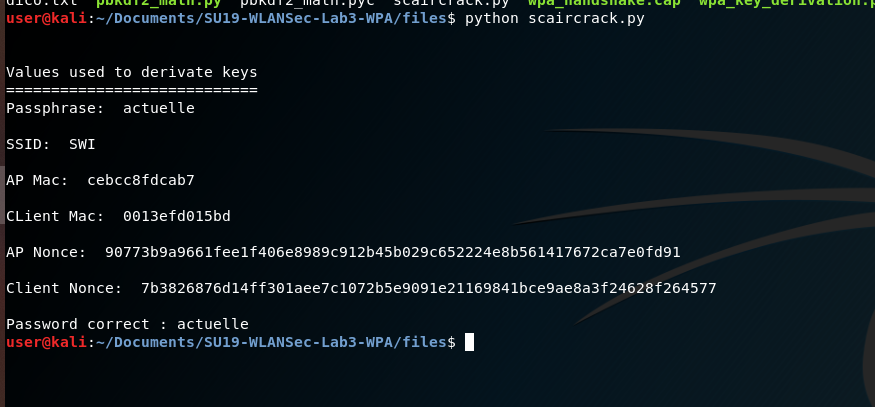 dico.txt  pbkdf2_math.py  pbkdf2_math.pyc  scaircrack.py  wpa_handshake.cap  wpa_key_derivation.p
user@kali:~/Documents/SU19-WLANSec-Lab3-WPA/files$ python scaircrack.py
Values used to derivate keys
============================
Passphrase:  actuelle
SSID:  SWI
AP Mac:  cebcc8fdcab7
CLient Mac:  0013efd015bd
AP Nonce:  90773b9a9661fee1f406e8989c912b45b029c652224e8b561417672ca7e0fd91
Client Nonce:  7b3826876d14ff301aee7c1072b5e9091e21169841bce9ae8a3f24628f264577
Password correct : actuelle
user@kali:~/Documents/SU19-WLANSec-Lab3-WPA/files$